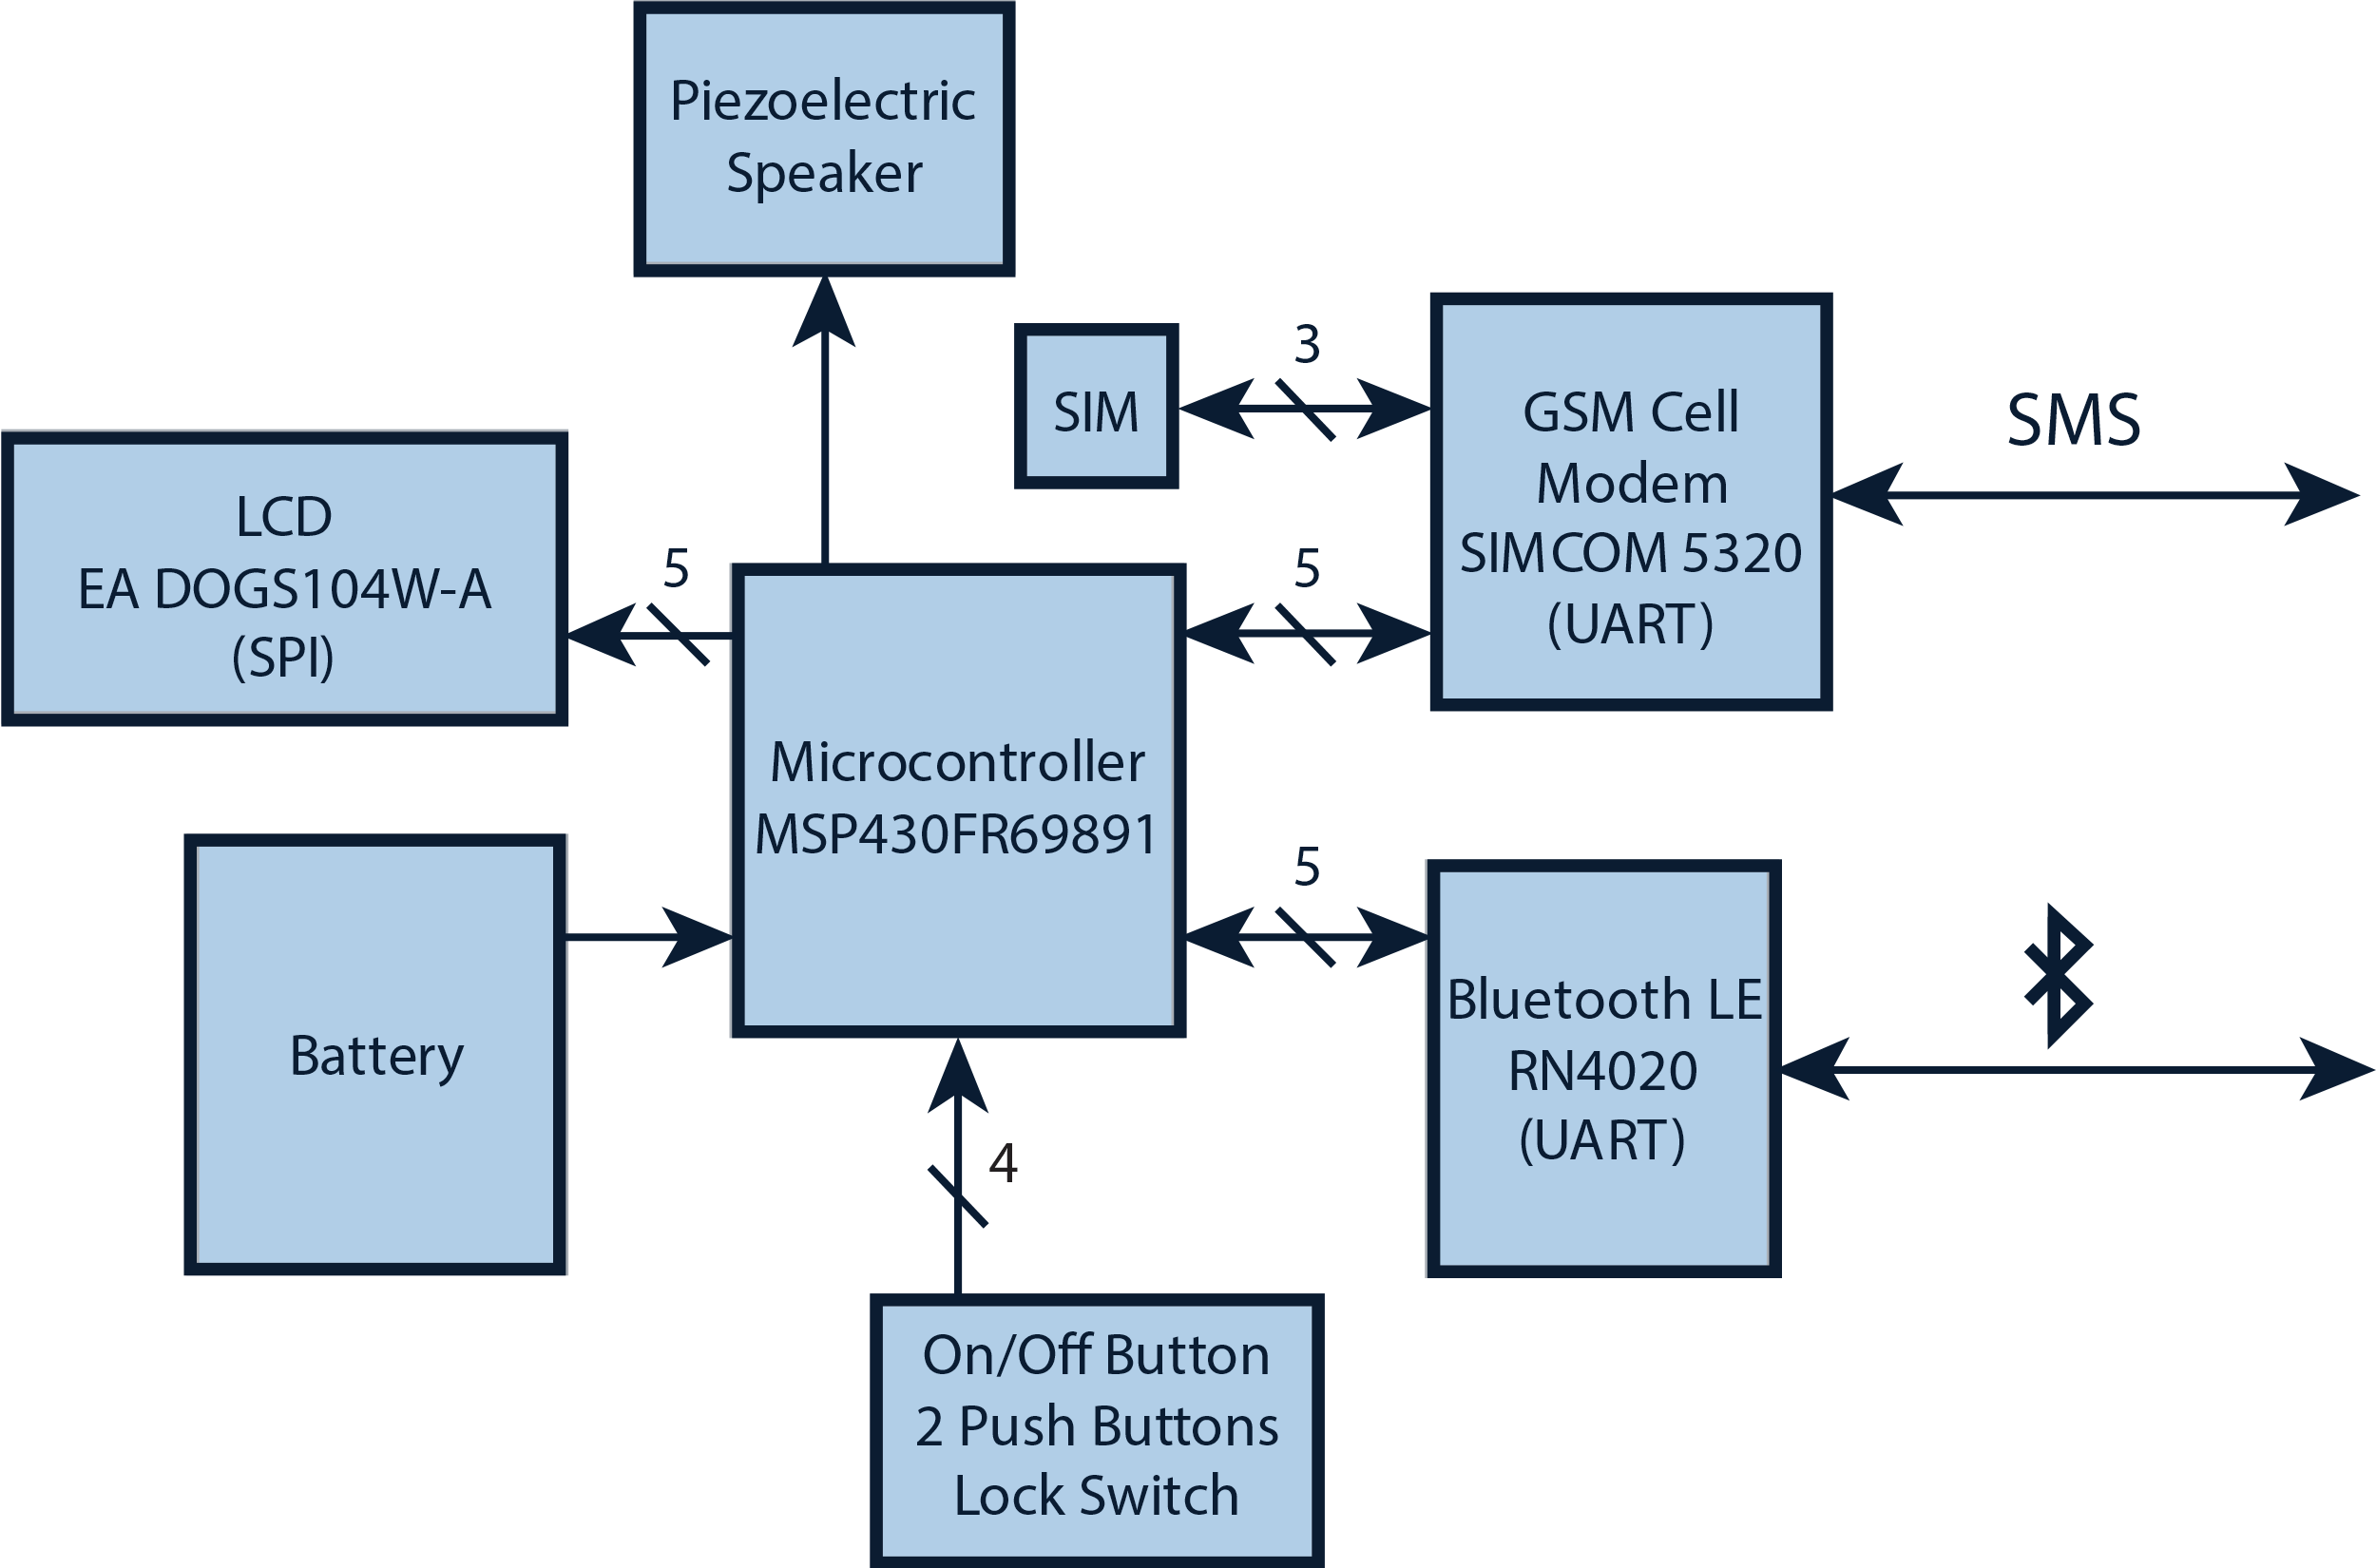 Piezoelectric
Speaker
SIM
3
GSM Cell
Modem
SIMCOM 5320
(UART)
SMS
LCD
EA DOGS104W-A
(SPI)
5
5
Microcontroller
MSP430FR69891
5
Battery
Bluetooth LE
RN4020
(UART)
4
On/Off Button
2 Push Buttons
Lock Switch